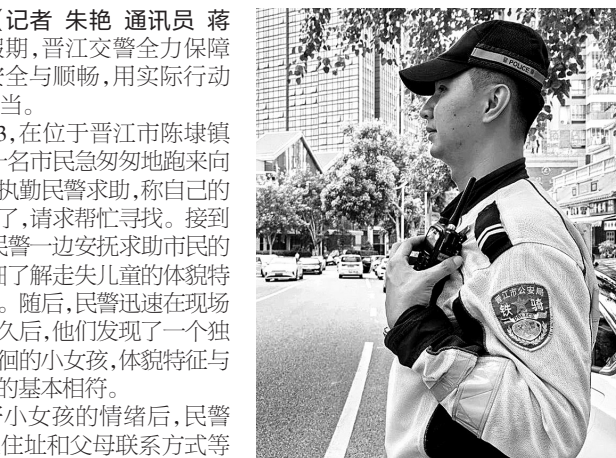 记者 朱艳 通讯员 蒋
假期,晋江交警全力保障
安全与顺畅,用实际行动
当。
3,在位于晋江市陈埭镇
一名市民急匆匆地跑来向
执勤民警求助,称自己的
了,请求帮忙寻找。接到
民警一边安抚求助市民的
细了解走失儿童的体貌特
。随后,民警迅速在现场
久后,他们发现了一个独
徊的小女孩,体貌特征与
的基本相符。
小女孩的情绪后,民警
住址和父母联系方式等
POLICE
晋江市公安局
铁骑